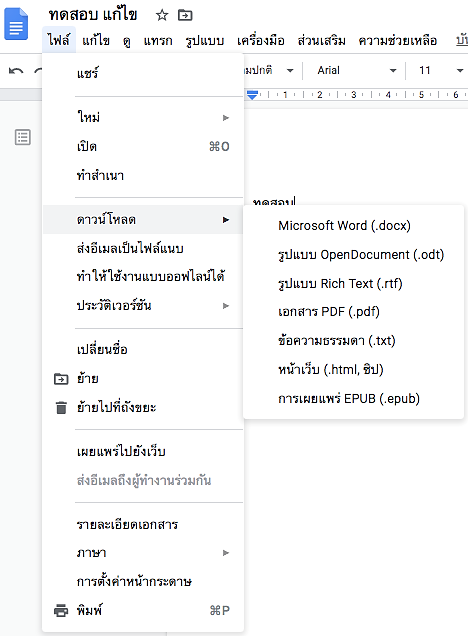 ทดสอบ แก้ไข
ไฟล์ แก้ไข ดู แทรก รูปแบบ เครื่องมือ ส่วนเสริม ความช่วยเหลือ
มปกติ Arial 11
1 2 3 4 5 6
แชร์
ใหม่
เปิด ⌘O
ทำสำเนา
ทดสอบ
ดาวน์โหลด
Microsoft Word (.docx)
รูปแบบ OpenDocument (.odt)
รูปแบบ Rich Text (.rtf)
เอกสาร PDF (.pdf)
ข้อความธรรมดา (.txt)
หน้าเว็บ (.html, ซิป)
การเผยแพร่ EPUB (.epub)
ส่งอีเมลเป็นไฟล์แนบ
ทำให้ใช้งานแบบออฟไลน์ได้
ประวัติเวอร์ชัน
เปลี่ยนชื่อ
ย้าย
ย้ายไปที่ถังขยะ
เผยแพร่ไปยังเว็บ
ส่งอีเมลถึงผู้ทำงานร่วมกัน
รายละเอียดเอกสาร
ภาษา
การตั้งค่าหน้ากระดาษ
พิมพ์ ⌘P